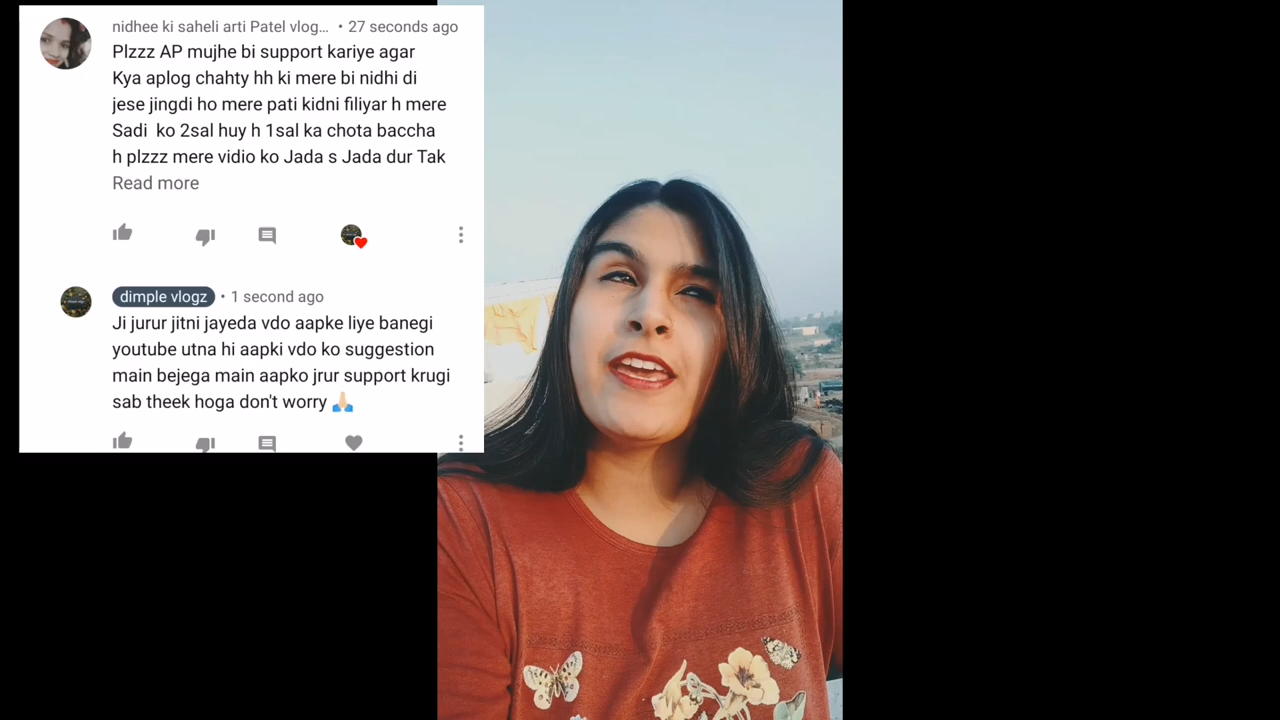 nidhee ki saheli arti Patel vlog... • 27 seconds ago
Plzzz AP mujhe bi support kariye agar
Kya aplog chahty hh ki mere bi nidhi di
jese jingdi ho mere pati kidni filiyar h mere
Sadi ko 2sal huy h 1sal ka chota baccha
h plzzz mere vidio ko Jada s Jada dur Tak
Read more
dimple vlogz • 1 second ago
Ji jurur jitni jayeda vdo aapke liye banegi
youtube utna hi aapki vdo ko suggestion
main bejega main aapko jrur support krugi
sab theek hoga don't worry 🙏🏻